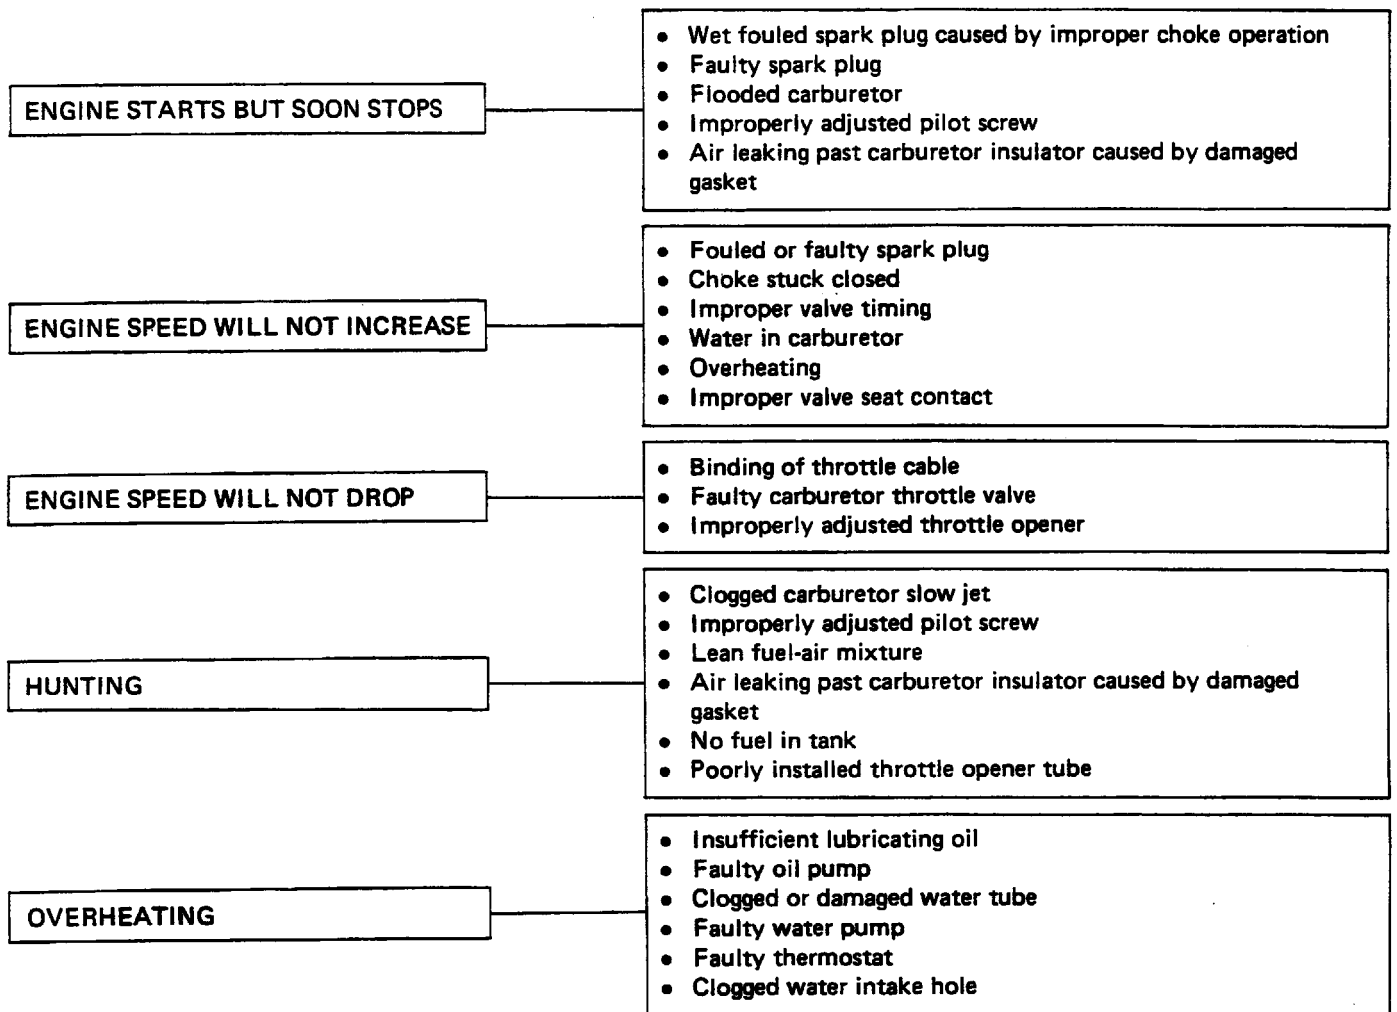 ENGINE STARTS BUT SOON STOPS
• Wet fouled spark plug caused by improper choke operation
• Faulty spark plug
• Flooded carburetor
• Improperly adjusted pilot screw
• Air leaking past carburetor insulator caused by damaged
gasket
ENGINE SPEED WILL NOT INCREASE
• Fouled or faulty spark plug
• Choke stuck closed
• Improper valve timing
• Water in carburetor
• Overheating
• Improper valve seat contact
ENGINE SPEED WILL NOT DROP
• Binding of throttle cable
• Faulty carburetor throttle valve
• Improperly adjusted throttle opener
HUNTING
• Clogged carburetor slow jet
• Improperly adjusted pilot screw
• Lean fuel-air mixture
• Air leaking past carburetor insulator caused by damaged
gasket
• No fuel in tank
• Poorly installed throttle opener tube
OVERHEATING
• Insufficient lubricating oil
• Faulty oil pump
• Clogged or damaged water tube
• Faulty water pump
• Faulty thermostat
• Clogged water intake hole